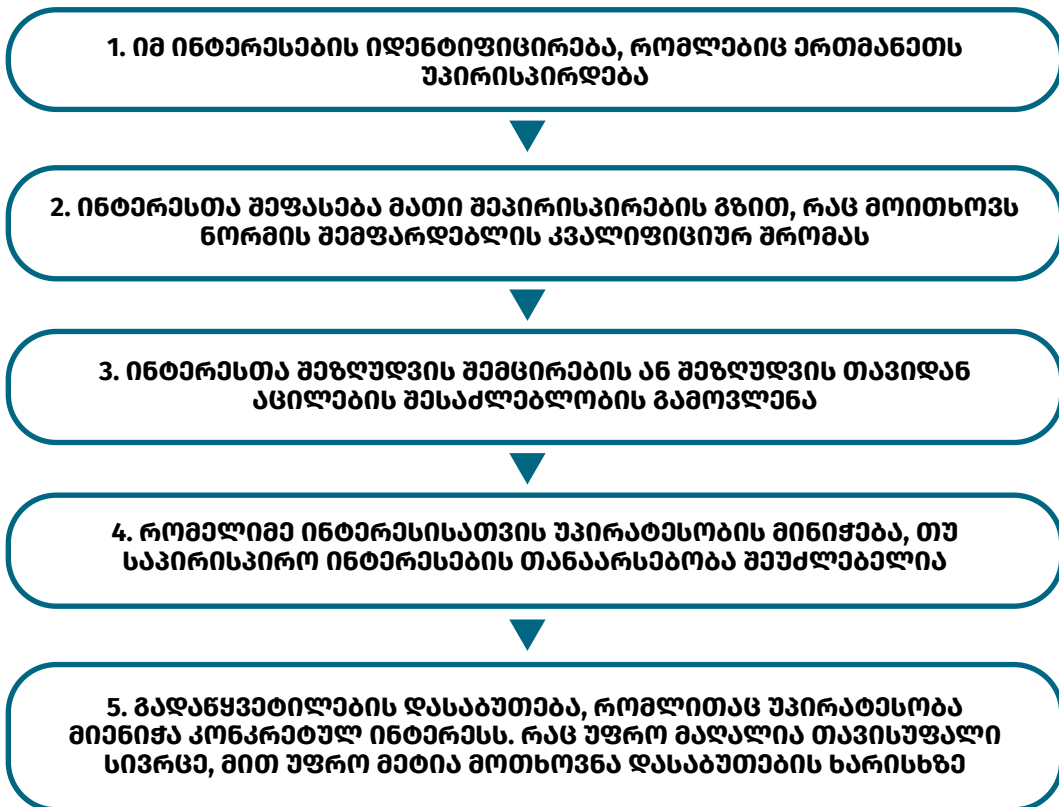 1. ᲘᲛ ᲘᲜᲢᲔᲠᲔᲡᲔᲑᲘᲡ ᲘᲓᲔᲜᲢᲘᲤᲘᲪᲘᲠᲔᲑᲐ, ᲠᲝᲛᲚᲔᲑᲘᲪ ᲔᲠᲗᲛᲐᲜᲔᲗᲡ
ᲣᲞᲘᲠᲘᲡᲞᲘᲠᲓᲔᲑᲐ
2. ᲘᲜᲢᲔᲠᲔᲡᲗᲐ ᲨᲔᲤᲐᲡᲔᲑᲐ ᲛᲐᲗᲘ ᲨᲔᲞᲘᲠᲘᲡᲞᲘᲠᲔᲑᲘᲡ ᲒᲖᲘᲗ, ᲠᲐᲪ ᲛᲝᲘᲗᲮᲝᲕᲡ
ᲜᲝᲠᲛᲘᲡ ᲨᲔᲛᲤᲐᲠᲓᲔᲑᲚᲘᲡ ᲙᲕᲐᲚᲘᲤᲘᲪᲘᲣᲠ ᲨᲠᲝᲛᲐᲡ
3. ᲘᲜᲢᲔᲠᲔᲡᲗᲐ ᲨᲔᲖᲦᲣᲓᲕᲘᲡ ᲨᲔᲛᲪᲘᲠᲔᲑᲘᲡ ᲐᲜ ᲨᲔᲖᲦᲣᲓᲕᲘᲡ ᲗᲐᲕᲘᲓᲐᲜ
ᲐᲪᲘᲚᲔᲑᲘᲡ ᲨᲔᲡᲐᲫᲚᲔᲑᲚᲝᲑᲘᲡ ᲒᲐᲛᲝᲕᲚᲔᲜᲐ
4. ᲠᲝᲛᲔᲚᲘᲛᲔ ᲘᲜᲢᲔᲠᲔᲡᲘᲡᲐᲗᲕᲘᲡ ᲣᲞᲘᲠᲐᲢᲔᲡᲝᲑᲘᲡ ᲛᲘᲜᲘᲭᲔᲑᲐ, ᲗᲣ
ᲡᲐᲞᲘᲠᲘᲡᲞᲘᲠᲝ ᲘᲜᲢᲔᲠᲔᲡᲔᲑᲘᲡ ᲗᲐᲜᲐᲐᲠᲡᲔᲑᲝᲑᲐ ᲨᲔᲣᲫᲚᲔᲑᲔᲚᲘᲐ
5. ᲒᲐᲓᲐᲬᲧᲕᲔᲢᲘᲚᲔᲑᲘᲡ ᲓᲐᲡᲐᲑᲣᲗᲔᲑᲐ, ᲠᲝᲛᲚᲘᲗᲐᲪ ᲣᲞᲘᲠᲐᲢᲔᲡᲝᲑᲐ
ᲛᲘᲔᲜᲘᲭᲐ ᲙᲝᲜᲙᲠᲔᲢᲣᲚ ᲘᲜᲢᲔᲠᲔᲡᲡ. ᲠᲐᲪ ᲣᲤᲠᲝ ᲛᲐᲦᲐᲚᲘᲐ ᲗᲐᲕᲘᲡᲣᲤᲐᲚᲘ
ᲡᲘᲕᲠᲪᲔ, ᲛᲘᲗ ᲣᲤᲠᲝ ᲛᲔᲢᲘᲐ ᲛᲝᲗᲮᲝᲕᲜᲐ ᲓᲐᲡᲐᲑᲣᲗᲔᲑᲘᲡ ᲮᲐᲠᲘᲡᲮᲖᲔ